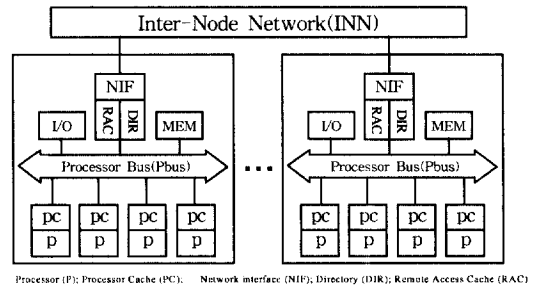 Inter-Node Network(INN)
NIF NIF
I/O RAC DIR MEM I/O RAC DIR MEM
Processor Bus(Pbus) ... Processor Bus(Pbus)
pc pc pc pc pc pc pc pc
p p p p p p p p
Processor (P); Processor Cache (PC); Network interface (NIF); Directory (DIR); Remote Access Cache (RAC)